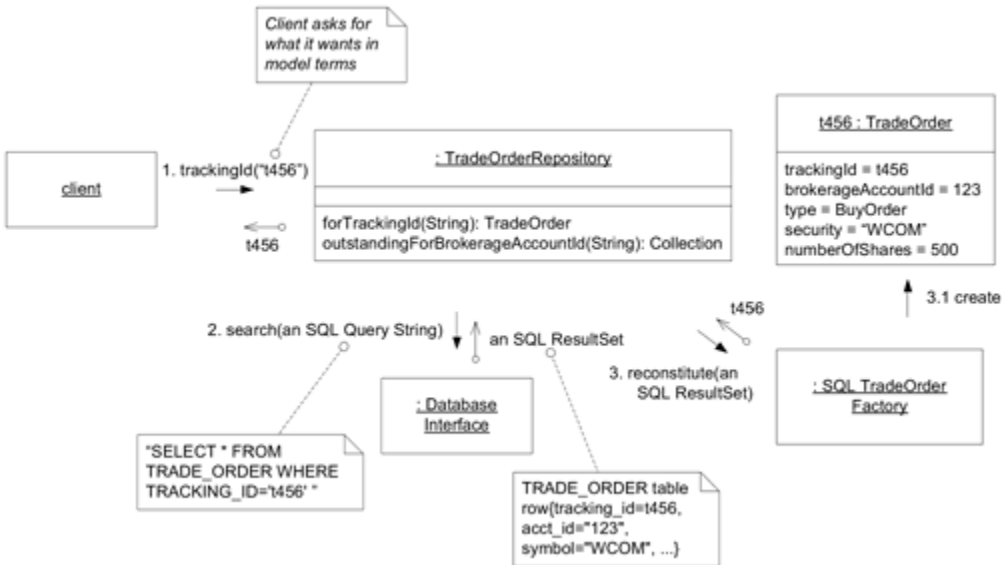 Client asks for
what it wants in
model terms
client
1. trackingId("t456")
t456
: TradeOrderRepository
forTrackingId(String): TradeOrder
outstandingForBrokerageAccountId(String): Collection
t456 : TradeOrder
trackingId = t456
brokerageAccountId = 123
type = BuyOrder
security = "WCOM"
numberOfShares = 500
3.1 create
t456
2. search(an SQL Query String)
an SQL ResultSet
3. reconstitute(an
SQL ResultSet)
: Database
Interface
: SQL TradeOrder
Factory
"SELECT * FROM
TRADE_ORDER WHERE
TRACKING_ID='t456' "
TRADE_ORDER table
row{tracking_id=t456,
acct_id="123",
symbol="WCOM", ...}